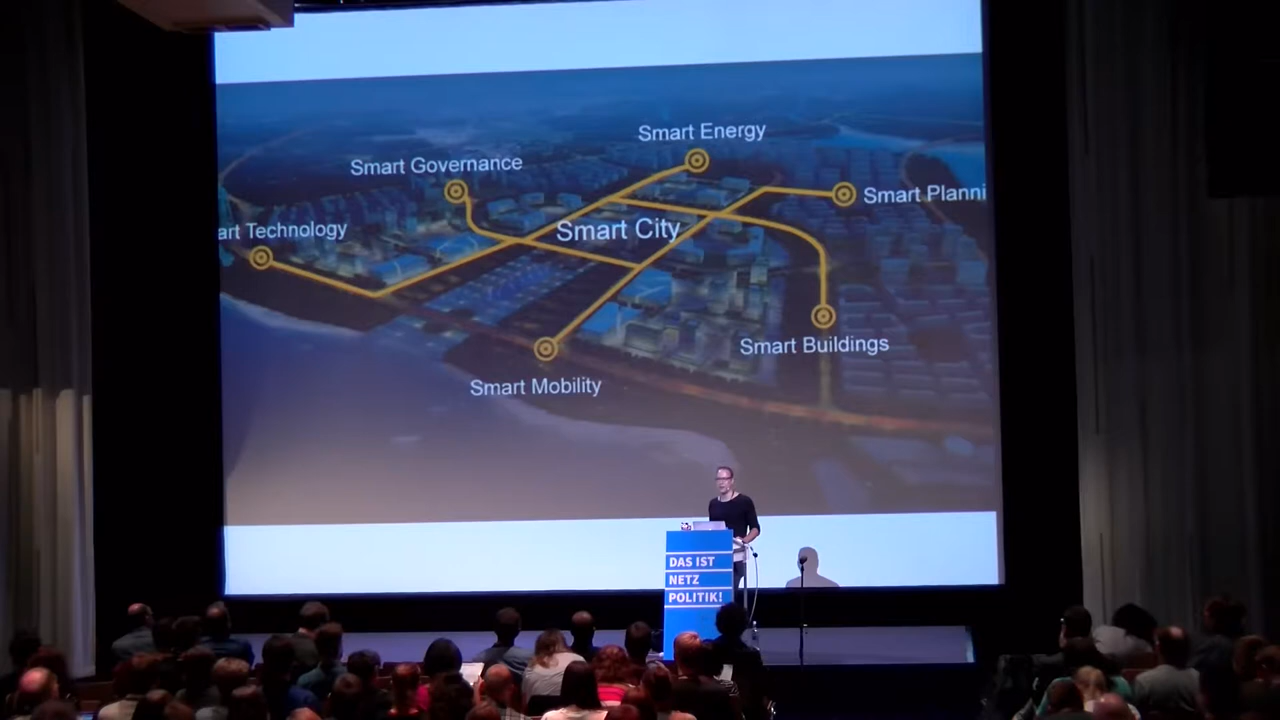 Smart Energy
Smart Governance
Smart Planni
art Technology
Smart City
Smart Buildings
Smart Mobility
DAS IST
NETZ
POLITIK!